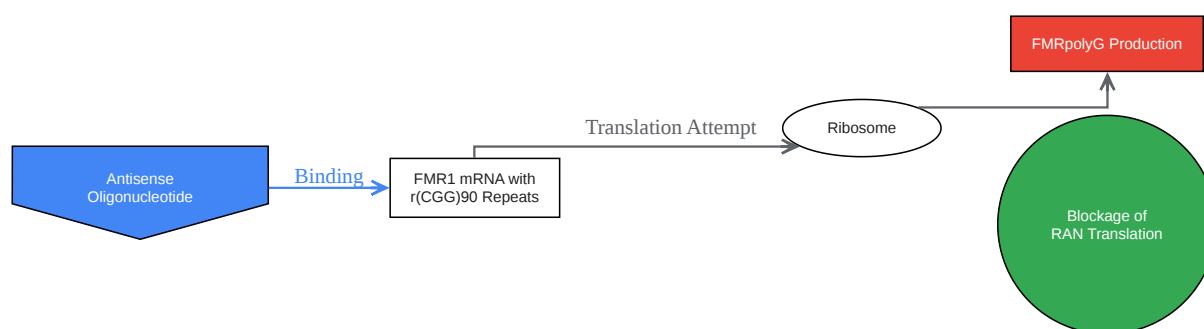 FMRpolyG Production
Translation Attempt
Ribosome
Antisense
Oligonucleotide
Binding
FMR1 mRNA with
r(CGG)90 Repeats
Blockage of
RAN Translation